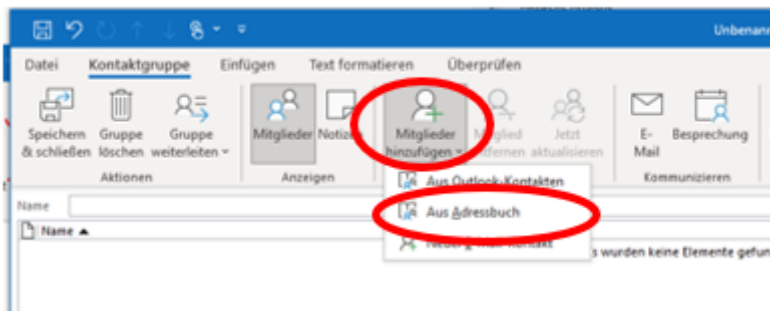 Unbenann
Datei Kontaktgruppe Einfügen Text formatieren Überprüfen
Speichern Gruppe Gruppe Mitglieder Notizen Mitglieder Mitglied Jetzt E- Besprechung
& schließen löschen weiterleiten hinzufügen entfernen aktualisieren Mail
Aktionen Anzeigen Kommunizieren
Aus Outlook-Kontakten
Name Aus Adressbuch
Name
s wurden keine Elemente gefun